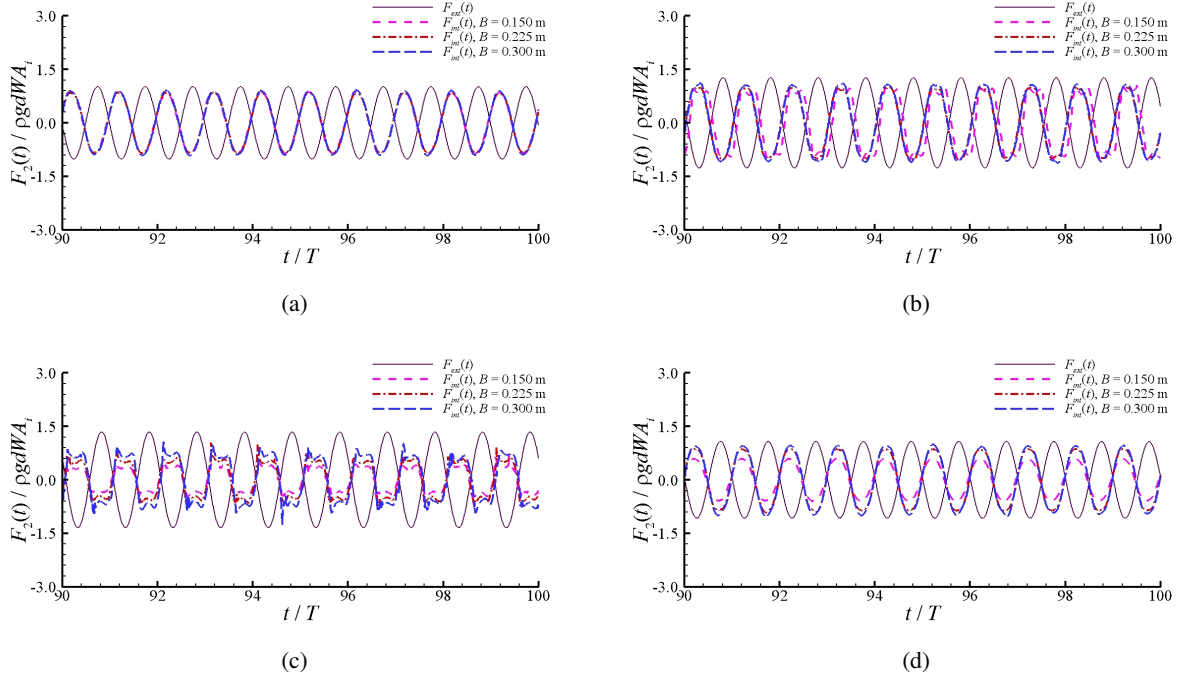 F_ext(t)
F_int(t), B = 0.150 m
F_int(t), B = 0.225 m
F_int(t), B = 0.300 m
F_2(t) / ρgdWA_i
3.0
1.5
0.0
-1.5
-3.0
90 92 94 96 98 100
t / T
(a)
F_ext(t)
F_int(t), B = 0.150 m
F_int(t), B = 0.225 m
F_int(t), B = 0.300 m
F_2(t) / ρgdWA_i
3.0
1.5
0.0
-1.5
-3.0
90 92 94 96 98 100
t / T
(b)
F_ext(t)
F_int(t), B = 0.150 m
F_int(t), B = 0.225 m
F_int(t), B = 0.300 m
F_2(t) / ρgdWA_i
3.0
1.5
0.0
-1.5
-3.0
90 92 94 96 98 100
t / T
(c)
F_ext(t)
F_int(t), B = 0.150 m
F_int(t), B = 0.225 m
F_int(t), B = 0.300 m
F_2(t) / ρgdWA_i
3.0
1.5
0.0
-1.5
-3.0
90 92 94 96 98 100
t / T
(d)